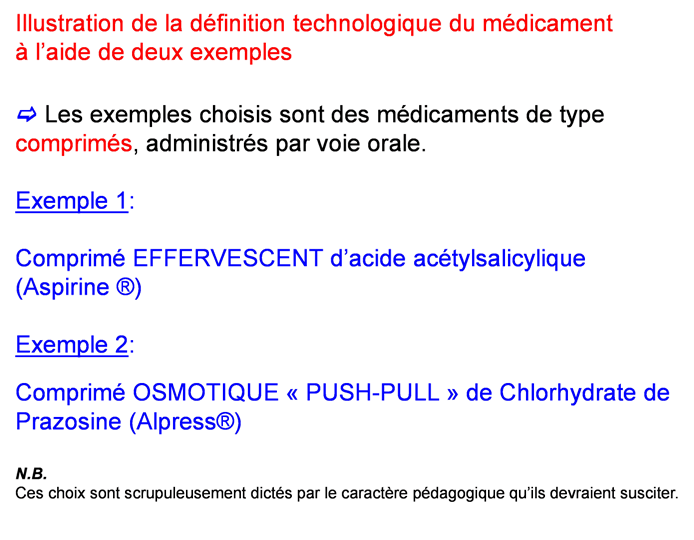 Illustration de la définition technologique du médicament
à l’aide de deux exemples
➯ Les exemples choisis sont des médicaments de type
comprimés, administrés par voie orale.
Exemple 1:
Comprimé EFFERVESCENT d’acide acétylsalicylique
(Aspirine ®)
Exemple 2:
Comprimé OSMOTIQUE « PUSH-PULL » de Chlorhydrate de
Prazosine (Alpress®)
N.B.
Ces choix sont scrupuleusement dictés par le caractère pédagogique qu’ils devraient susciter.